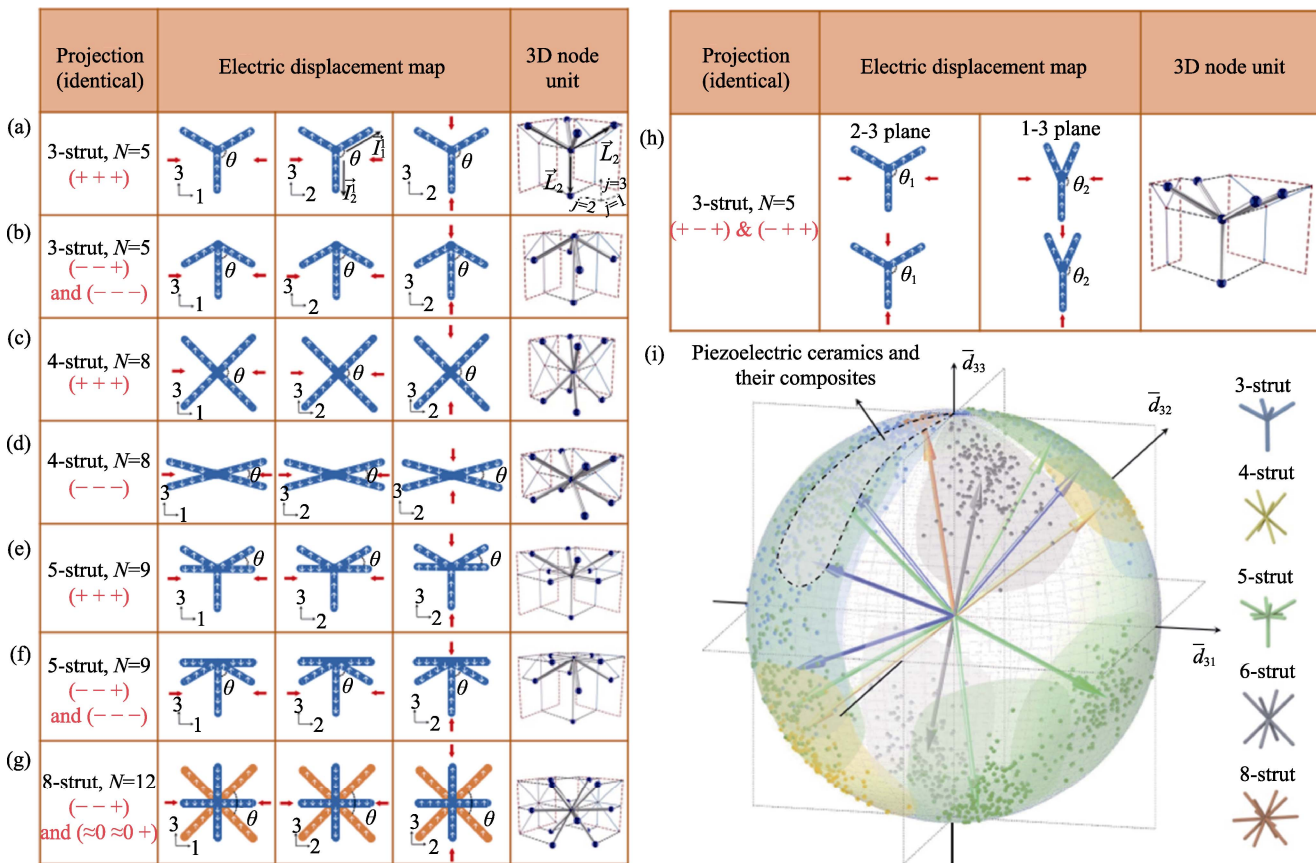 Projection
(identical)
Electric displacement map
3D node
unit
(a)
3-strut, N=5
(+ + +)
θ
3
1
θ
3
2
I⃗₁¹
I⃗₂¹
θ
L⃗₂
L⃗₂
j=3
j=2
j=1
(b)
3-strut, N=5
(− − +)
and (− − −)
θ
3
1
θ
3
2
θ
3
2
(c)
4-strut, N=8
(+ + +)
θ
3
1
θ
3
2
θ
3
2
(d)
4-strut, N=8
(− − −)
θ
3
1
θ
3
2
θ
3
2
(e)
5-strut, N=9
(+ + +)
θ
3
1
θ
3
2
θ
3
2
(f)
5-strut, N=9
(− − +)
and (− − −)
θ
3
1
θ
3
2
θ
3
2
(g)
8-strut, N=12
(− − +)
and (≈0 ≈0 +)
θ
3
1
θ
3
2
θ
3
2
Projection
(identical)
Electric displacement map
3D node unit
(h)
3-strut, N=5
(+ − +) & (− + +)
2-3 plane
1-3 plane
θ₁
θ₂
θ₁
θ₂
(i)
Piezoelectric ceramics and
their composites
d̅₃₃
d̅₃₂
d̅₃₁
3-strut
4-strut
5-strut
6-strut
8-strut